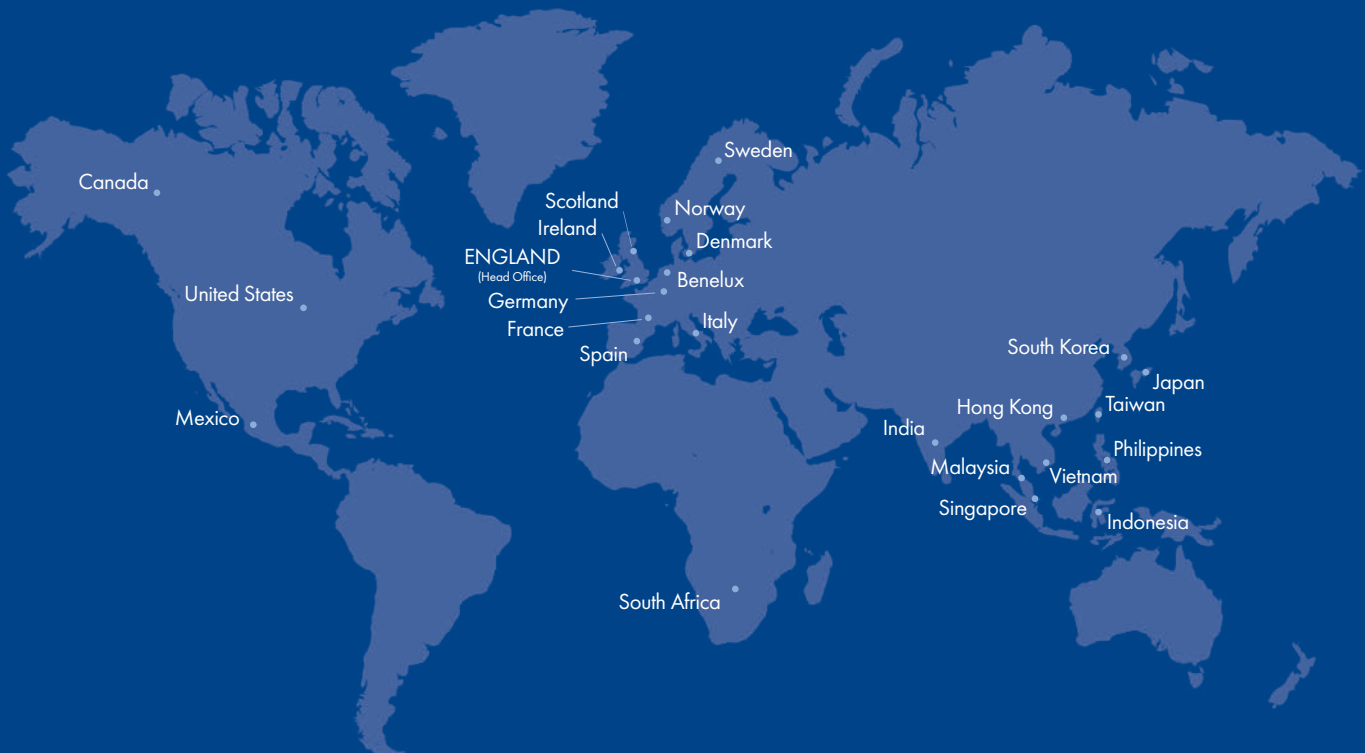 Sweden
Canada
Scotland
Norway
Ireland
Denmark
ENGLAND
(Head Office)
Benelux
United States
Germany
Italy
France
Spain
South Korea
Japan
Hong Kong
Taiwan
Mexico
India
Philippines
Malaysia
Vietnam
Singapore
Indonesia
South Africa